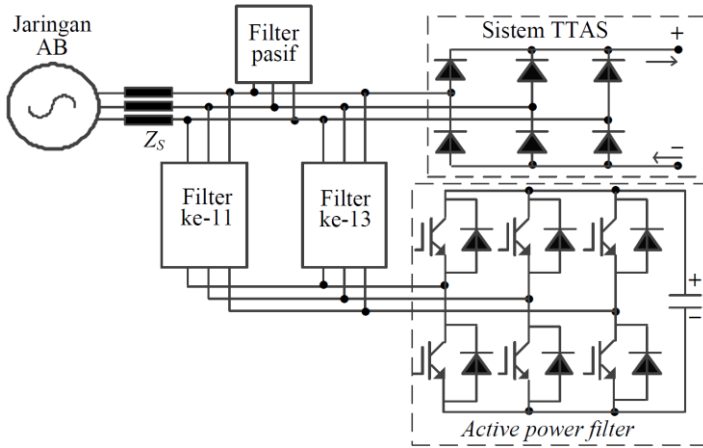 Jaringan
AB
Filter
pasif
Sistem TTAS
+
−
Z_S
Filter
ke-11
Filter
ke-13
+
−
Active power filter